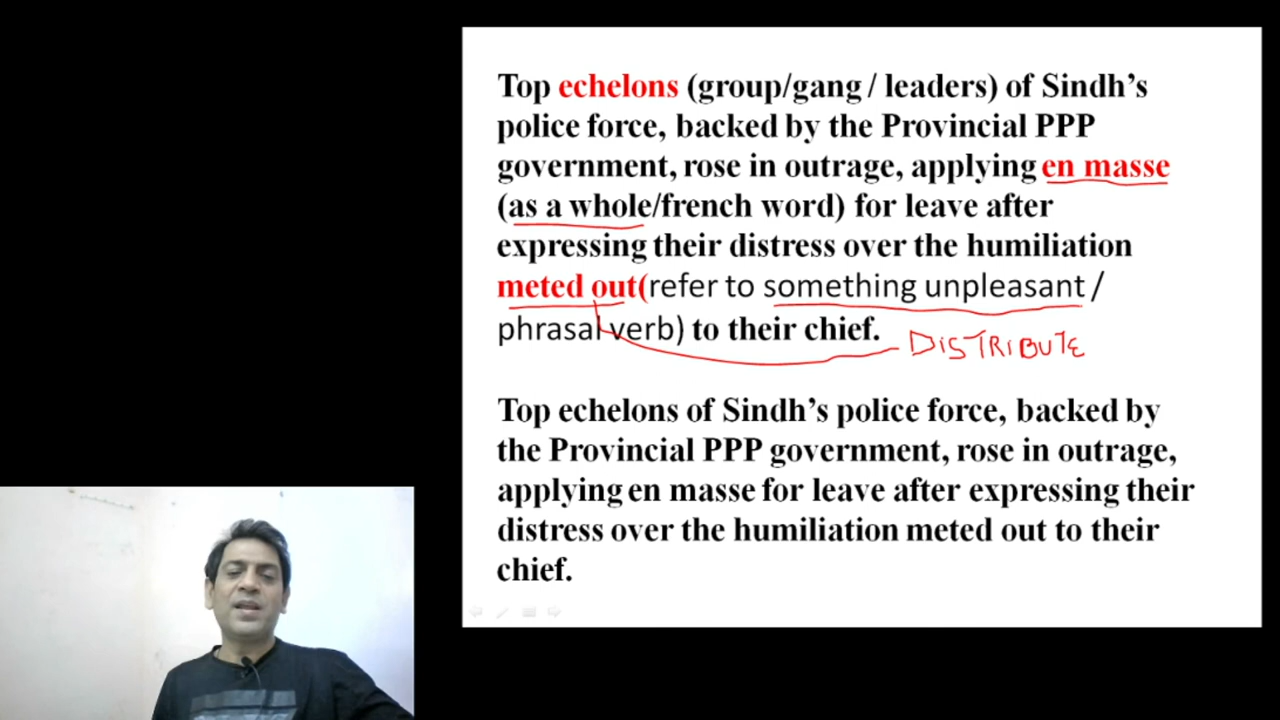 Top echelons (group/gang / leaders) of Sindh’s
police force, backed by the Provincial PPP
government, rose in outrage, applying en masse
(as a whole/french word) for leave after
expressing their distress over the humiliation
meted out(refer to something unpleasant /
phrasal verb) to their chief.
DISTRIBUTE
Top echelons of Sindh’s police force, backed by
the Provincial PPP government, rose in outrage,
applying en masse for leave after expressing their
distress over the humiliation meted out to their
chief.